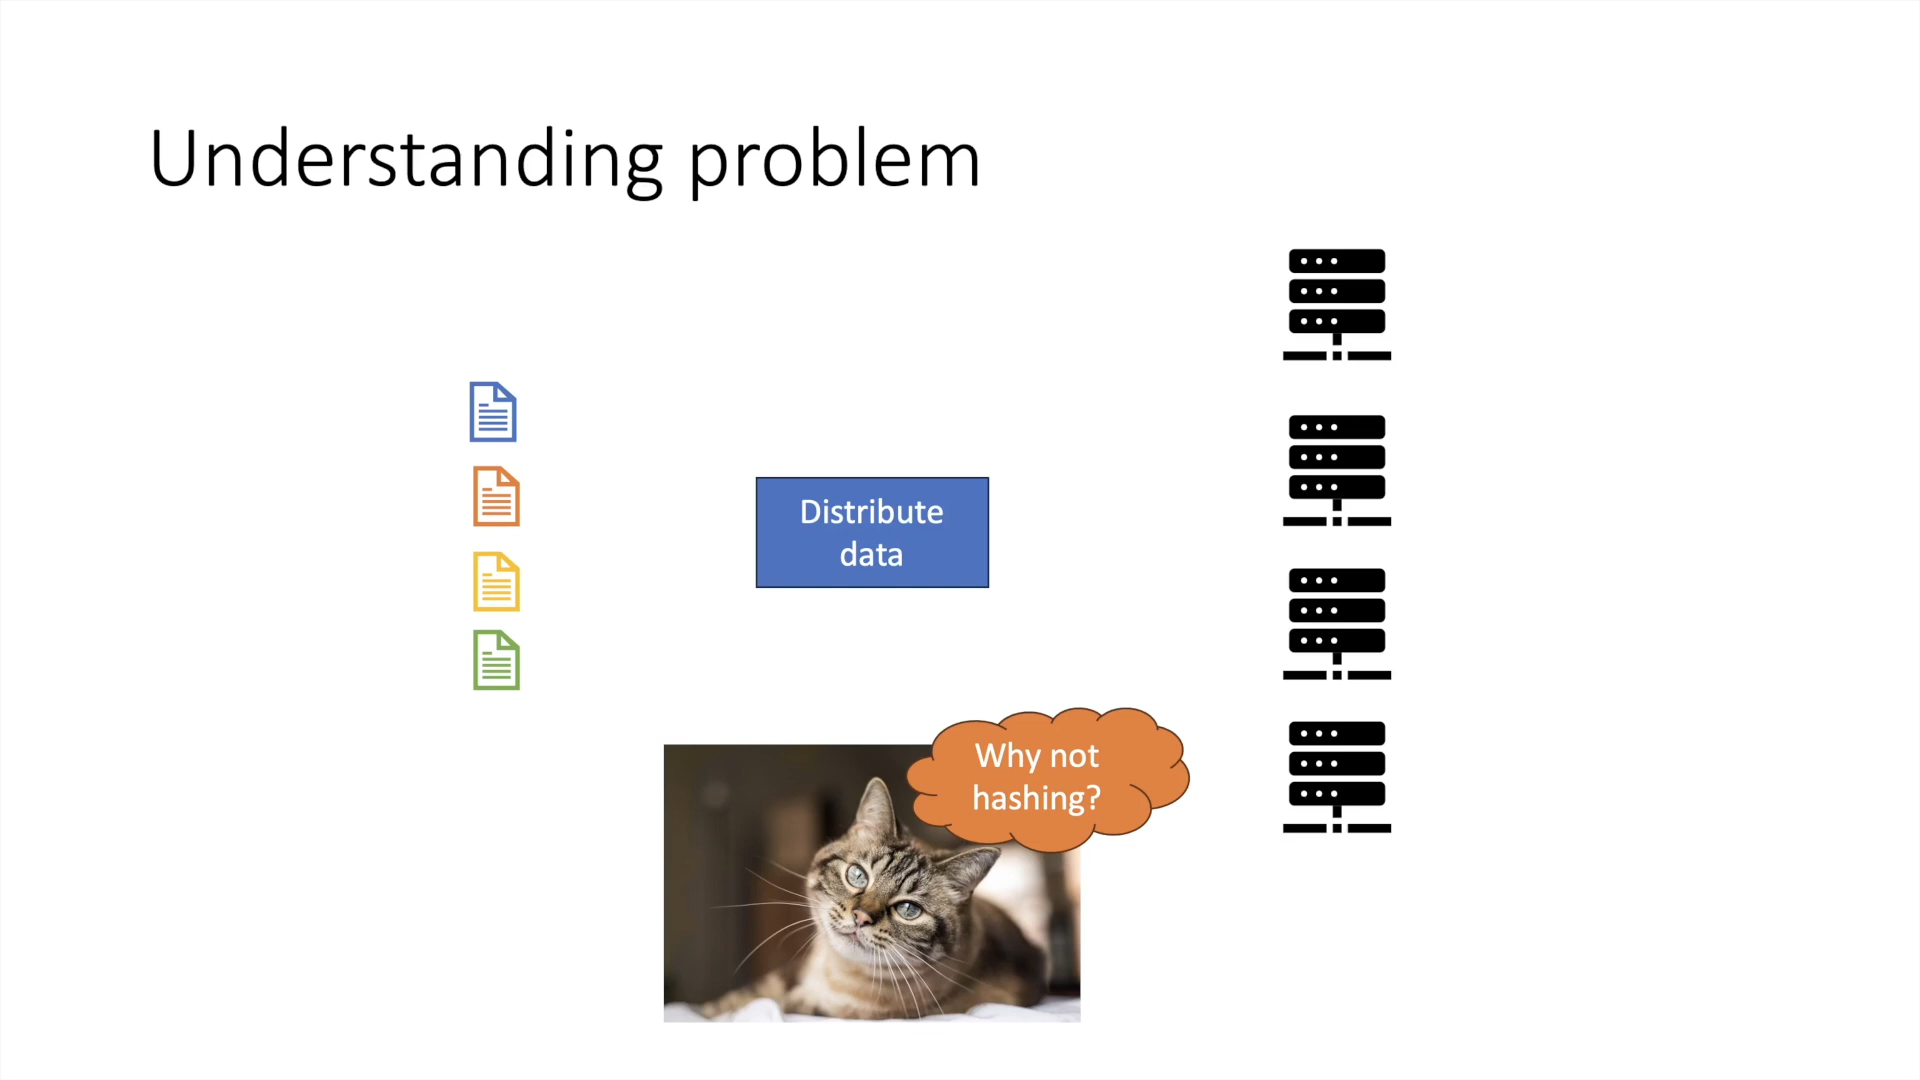 Understanding problem
Distribute
data
Why not
hashing?